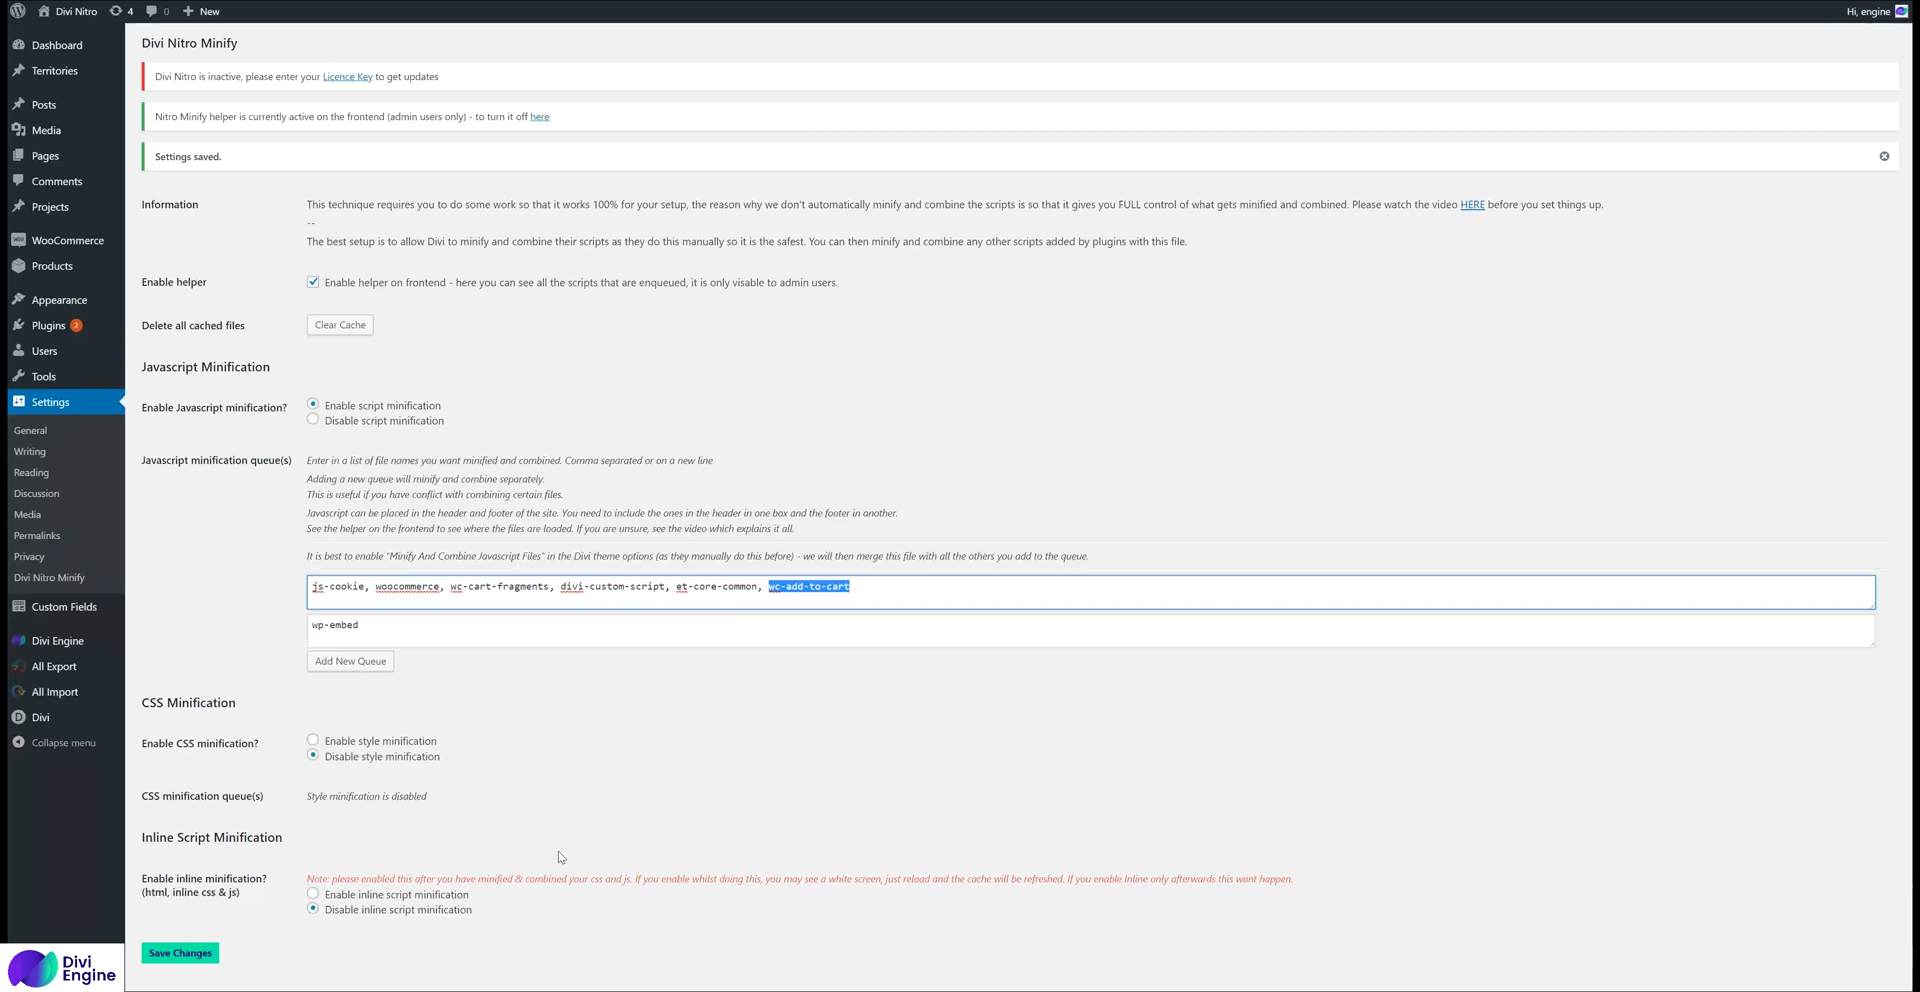 Divi Nitro 4 0 New
Hi, engine
Dashboard
Territories
Posts
Media
Pages
Comments
Projects
WooCommerce
Products
Appearance
Plugins 2
Users
Tools
Settings
General
Writing
Reading
Discussion
Media
Permalinks
Privacy
Divi Nitro Minify
Custom Fields
Divi Engine
All Export
All Import
Divi
Collapse menu
Divi
Engine
Divi Nitro Minify
Divi Nitro is inactive, please enter your Licence Key to get updates
Nitro Minify helper is currently active on the frontend (admin users only) - to turn it off here
Settings saved.
Information
This technique requires you to do some work so that it works 100% for your setup, the reason why we don't automatically minify and combine the scripts is so that it gives you FULL control of what gets minified and combined. Please watch the video HERE before you set things up.
--
The best setup is to allow Divi to minify and combine their scripts as they do this manually so it is the safest. You can then minify and combine any other scripts added by plugins with this file.
Enable helper
Enable helper on frontend - here you can see all the scripts that are enqueued, it is only visable to admin users.
Delete all cached files
Clear Cache
Javascript Minification
Enable Javascript minification?
Enable script minification
Disable script minification
Javascript minification queue(s)
Enter in a list of file names you want minified and combined. Comma separated or on a new line
Adding a new queue will minify and combine separately.
This is useful if you have conflict with combining certain files.
Javascript can be placed in the header and footer of the site. You need to include the ones in the header in one box and the footer in another.
See the helper on the frontend to see where the files are loaded. If you are unsure, see the video which explains it all.
It is best to enable "Minify And Combine Javascript Files" in the Divi theme options (as they manually do this before) - we will then merge this file with all the others you add to the queue.
js-cookie, woocommerce, wc-cart-fragments, divi-custom-script, et-core-common, wc-add-to-cart
wp-embed
Add New Queue
CSS Minification
Enable CSS minification?
Enable style minification
Disable style minification
CSS minification queue(s)
Style minification is disabled
Inline Script Minification
Enable inline minification?
(html, inline css & js)
Note: please enabled this after you have minified & combined your css and js. If you enable whilst doing this, you may see a white screen, just reload and the cache will be refreshed. If you enable Inline only afterwards this wont happen.
Enable inline script minification
Disable inline script minification
Save Changes